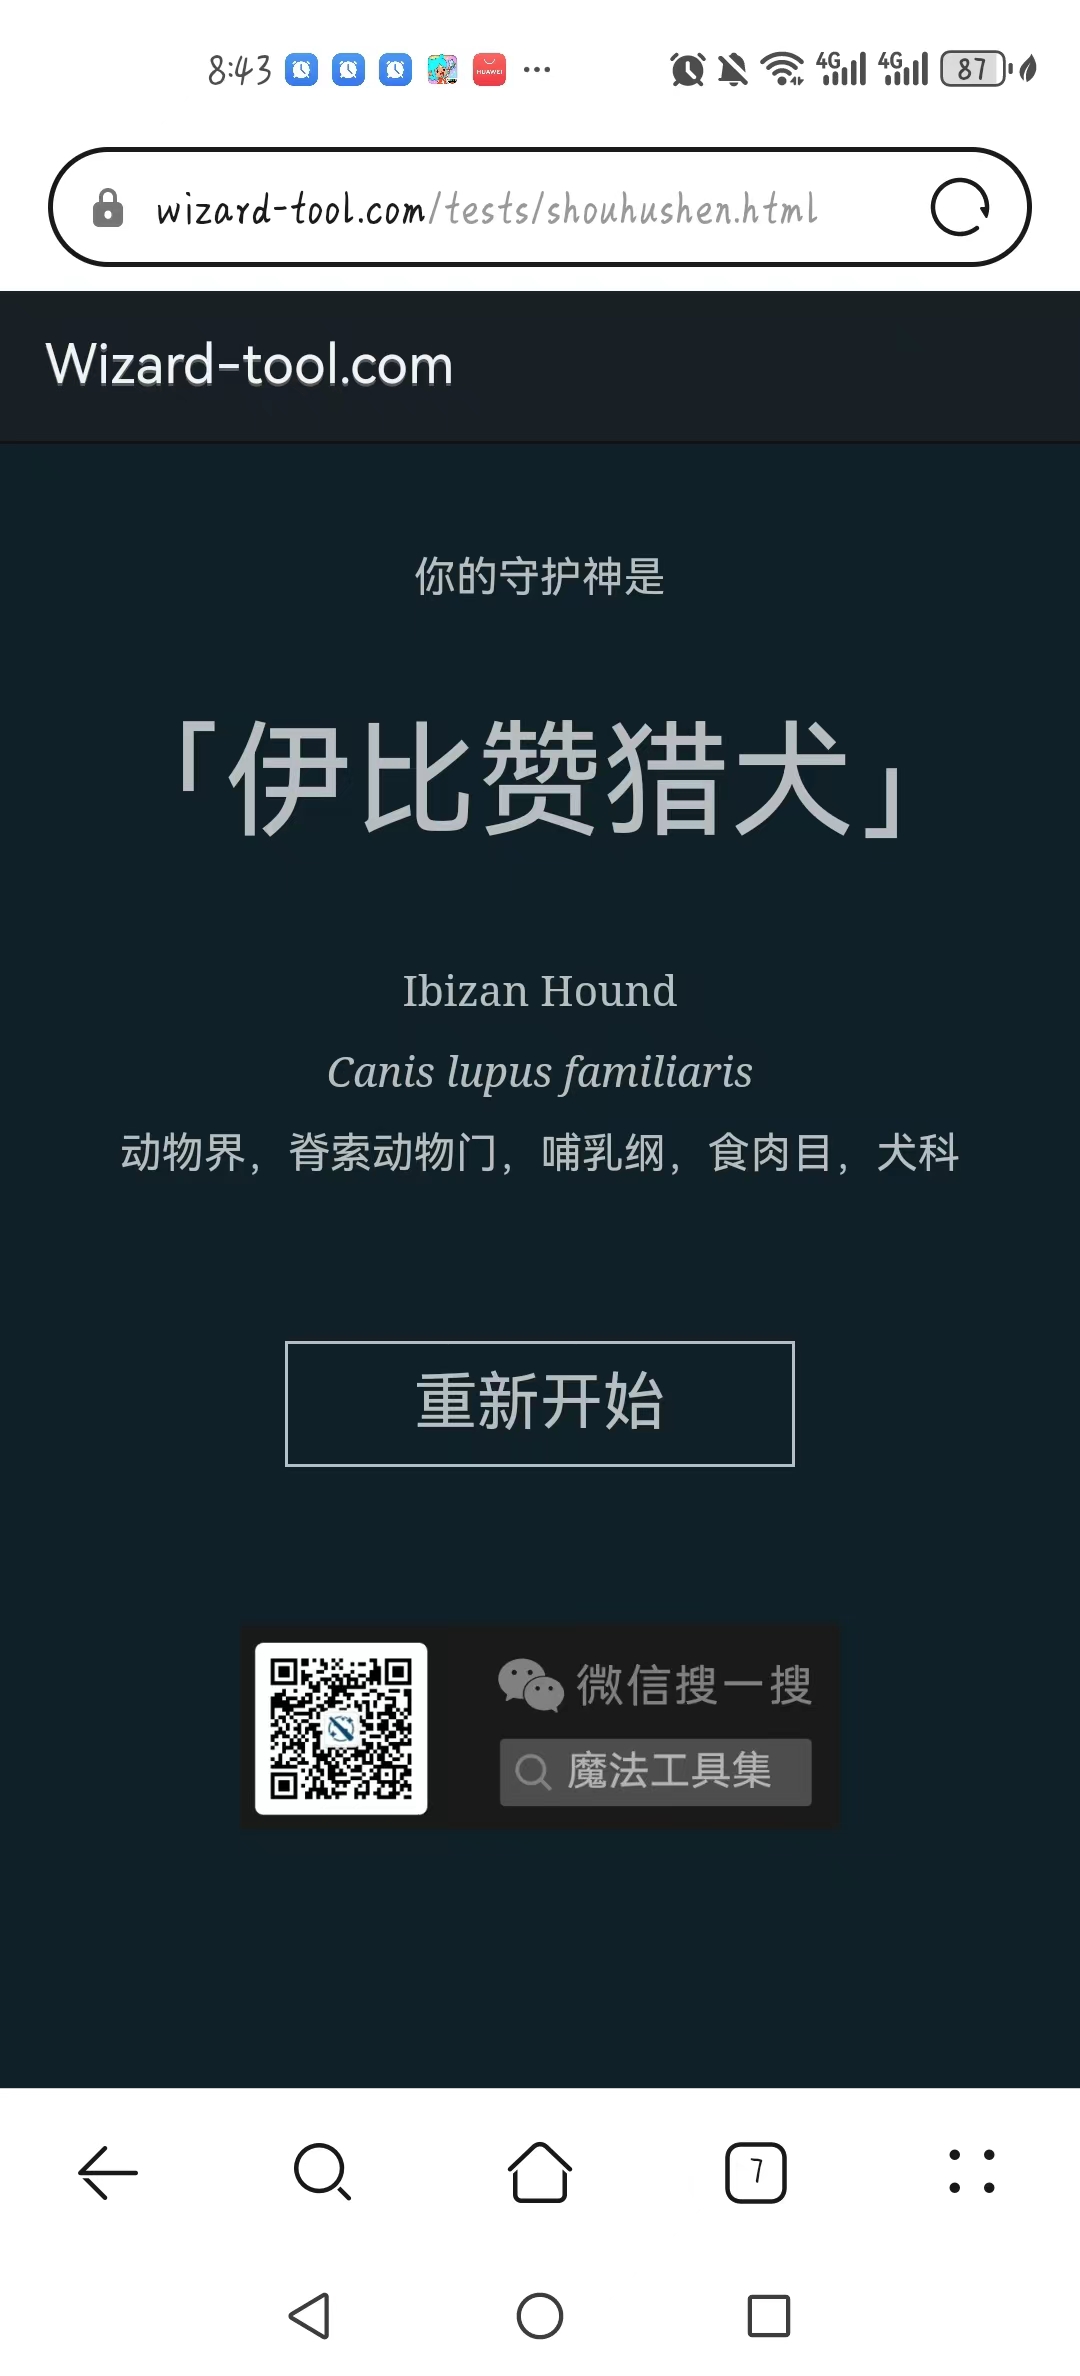 8:43 HUAWEI ... 4G 4G 87
wizard-tool.com/tests/shouhushen.html
Wizard-tool.com
你的守护神是
「伊比赞猎犬」
Ibizan Hound
Canis lupus familiaris
动物界，脊索动物门，哺乳纲，食肉目，犬科
重新开始
微信搜一搜
魔法工具集
7